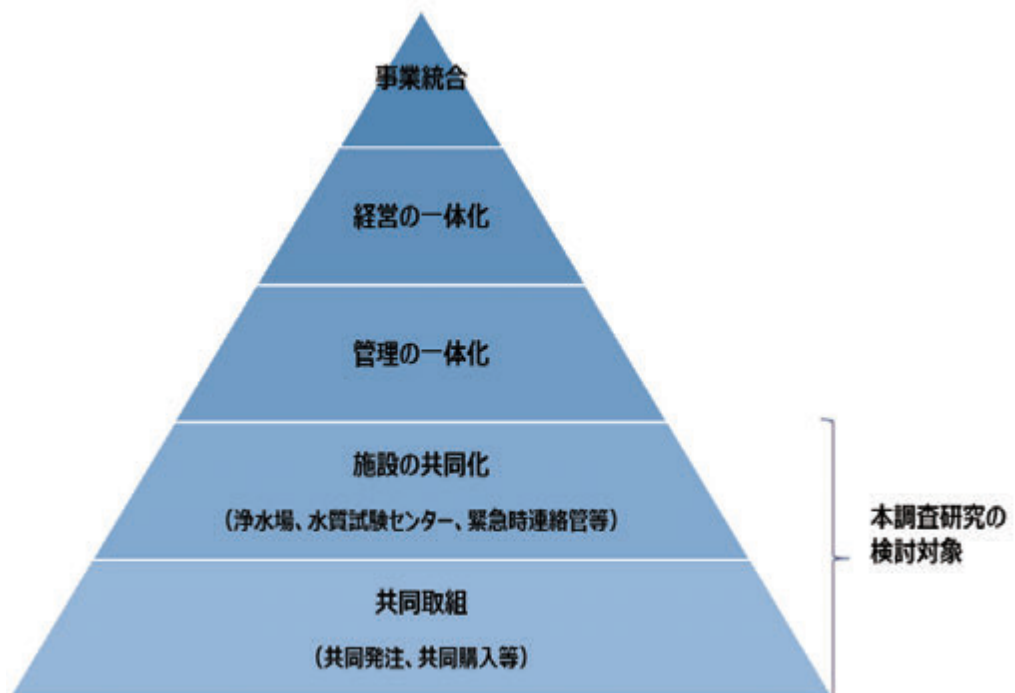 事業統合
経営の一体化
管理の一体化
施設の共同化
（浄水場、水質試験センター、緊急時連絡管等）
共同取組
（共同発注、共同購入等）
本調査研究の
検討対象